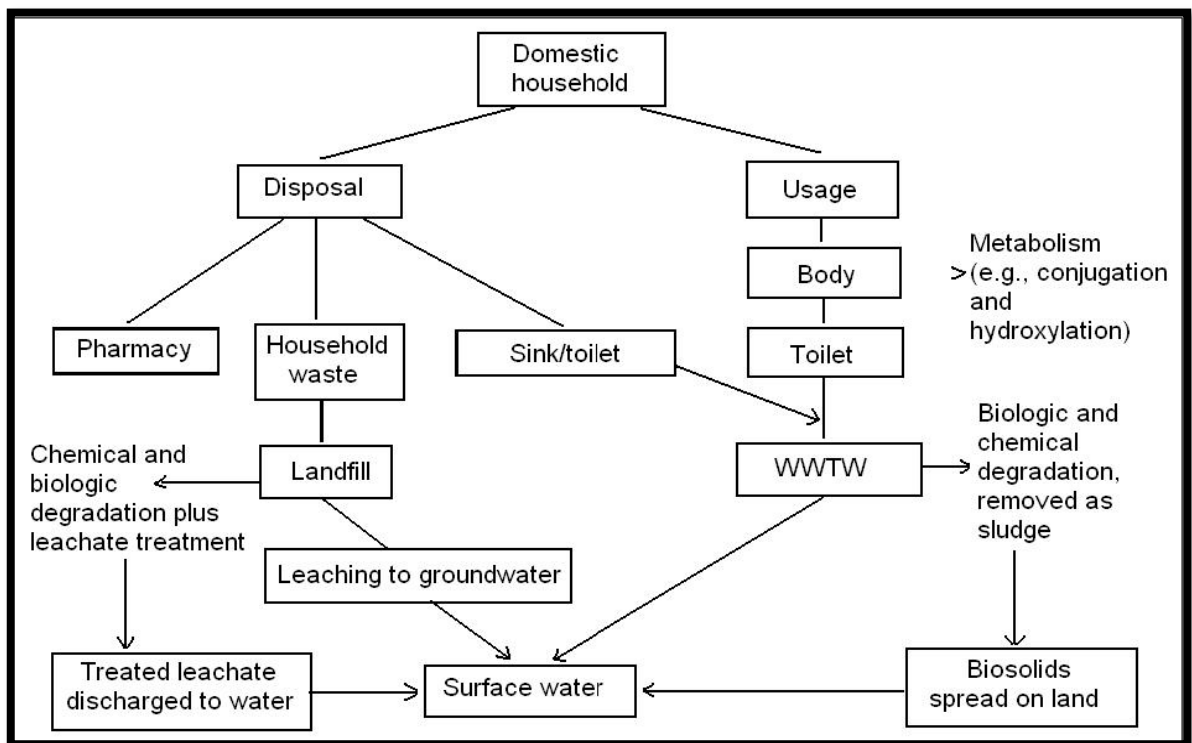 Domestic
household
Disposal
Usage
Metabolism
>(e.g., conjugation
and
hydroxylation)
Body
Pharmacy
Household
waste
Sink/toilet
Toilet
Chemical and
biologic
degradation plus
leachate treatment
Landfill
WWTW
Biologic and
chemical
degradation,
removed as
sludge
Leaching to groundwater
Treated leachate
discharged to water
Surface water
Biosolids
spread on land